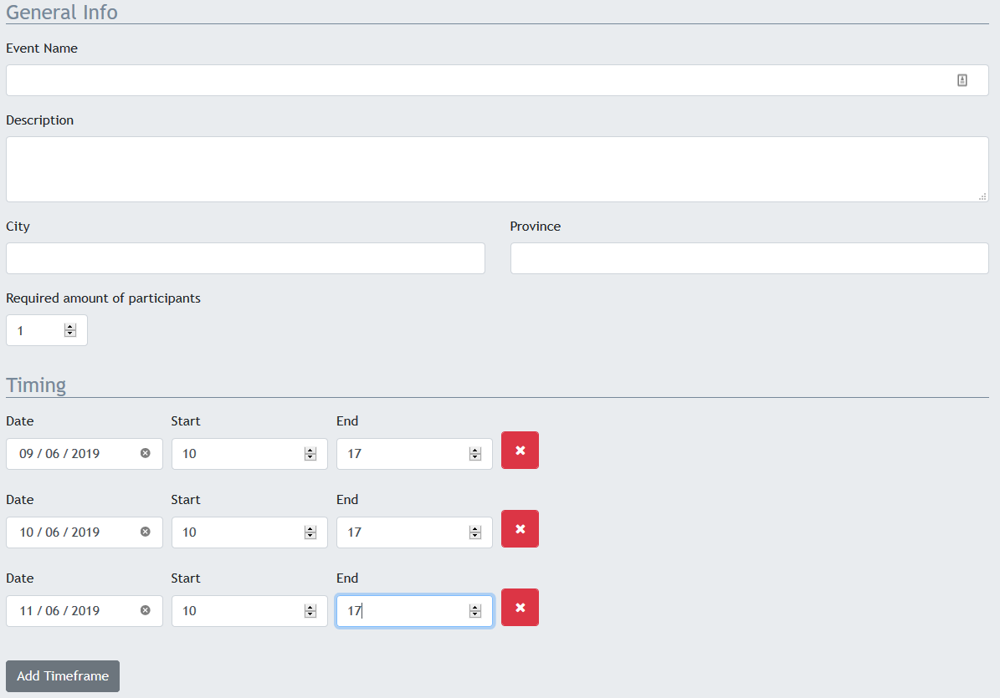 General Info
Event Name
Description
City Province
Required amount of participants
1
Timing
Date Start End
09 / 06 / 2019 10 17
Date Start End
10 / 06 / 2019 10 17
Date Start End
11 / 06 / 2019 10 17
Add Timeframe